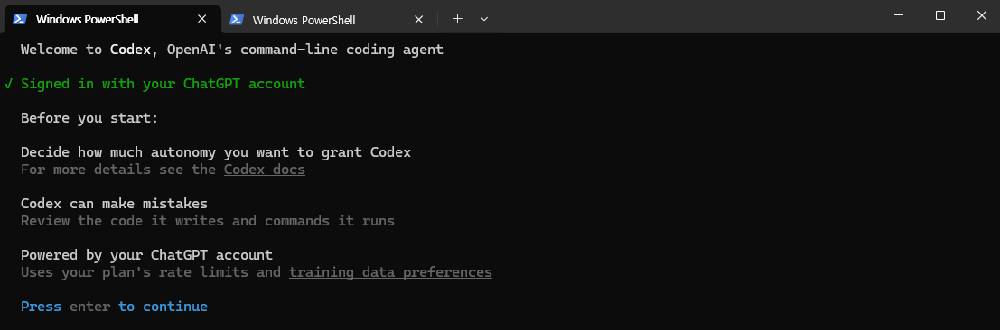 Windows PowerShell
Windows PowerShell
Welcome to Codex, OpenAI's command-line coding agent
✓ Signed in with your ChatGPT account
Before you start:
Decide how much autonomy you want to grant Codex
For more details see the Codex docs
Codex can make mistakes
Review the code it writes and commands it runs
Powered by your ChatGPT account
Uses your plan's rate limits and training data preferences
Press enter to continue